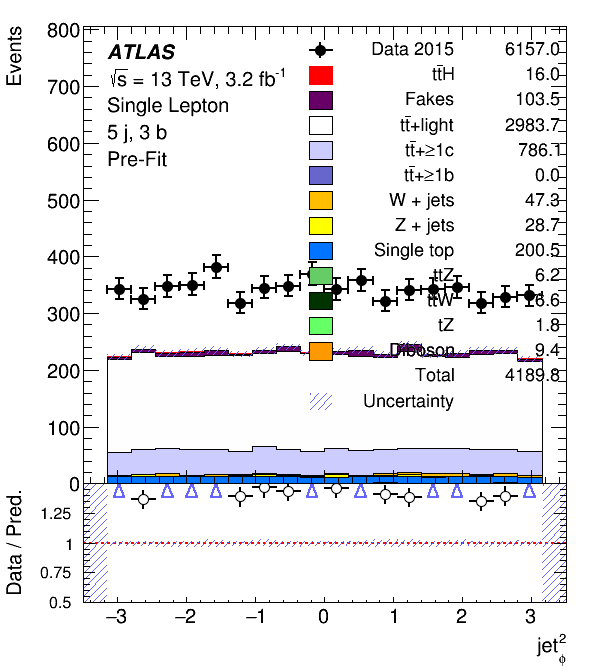 Events
800
700
600
500
400
300
200
100
0
ATLAS
√s = 13 TeV, 3.2 fb⁻¹
Single Lepton
5 j, 3 b
Pre-Fit
Data 2015 6157.0
tt̄H 16.0
Fakes 103.5
tt̄+light 2983.7
tt̄+≥1c 786.1
tt̄+≥1b 0.0
W + jets 47.3
Z + jets 28.7
Single top 200.5
tt̄Z 6.2
tt̄W 6.6
tZ 1.8
Diboson 9.4
Total 4189.8
Uncertainty
Data / Pred.
1.25
1
0.75
0.5
−3 −2 −1 0 1 2 3
jet²ϕ